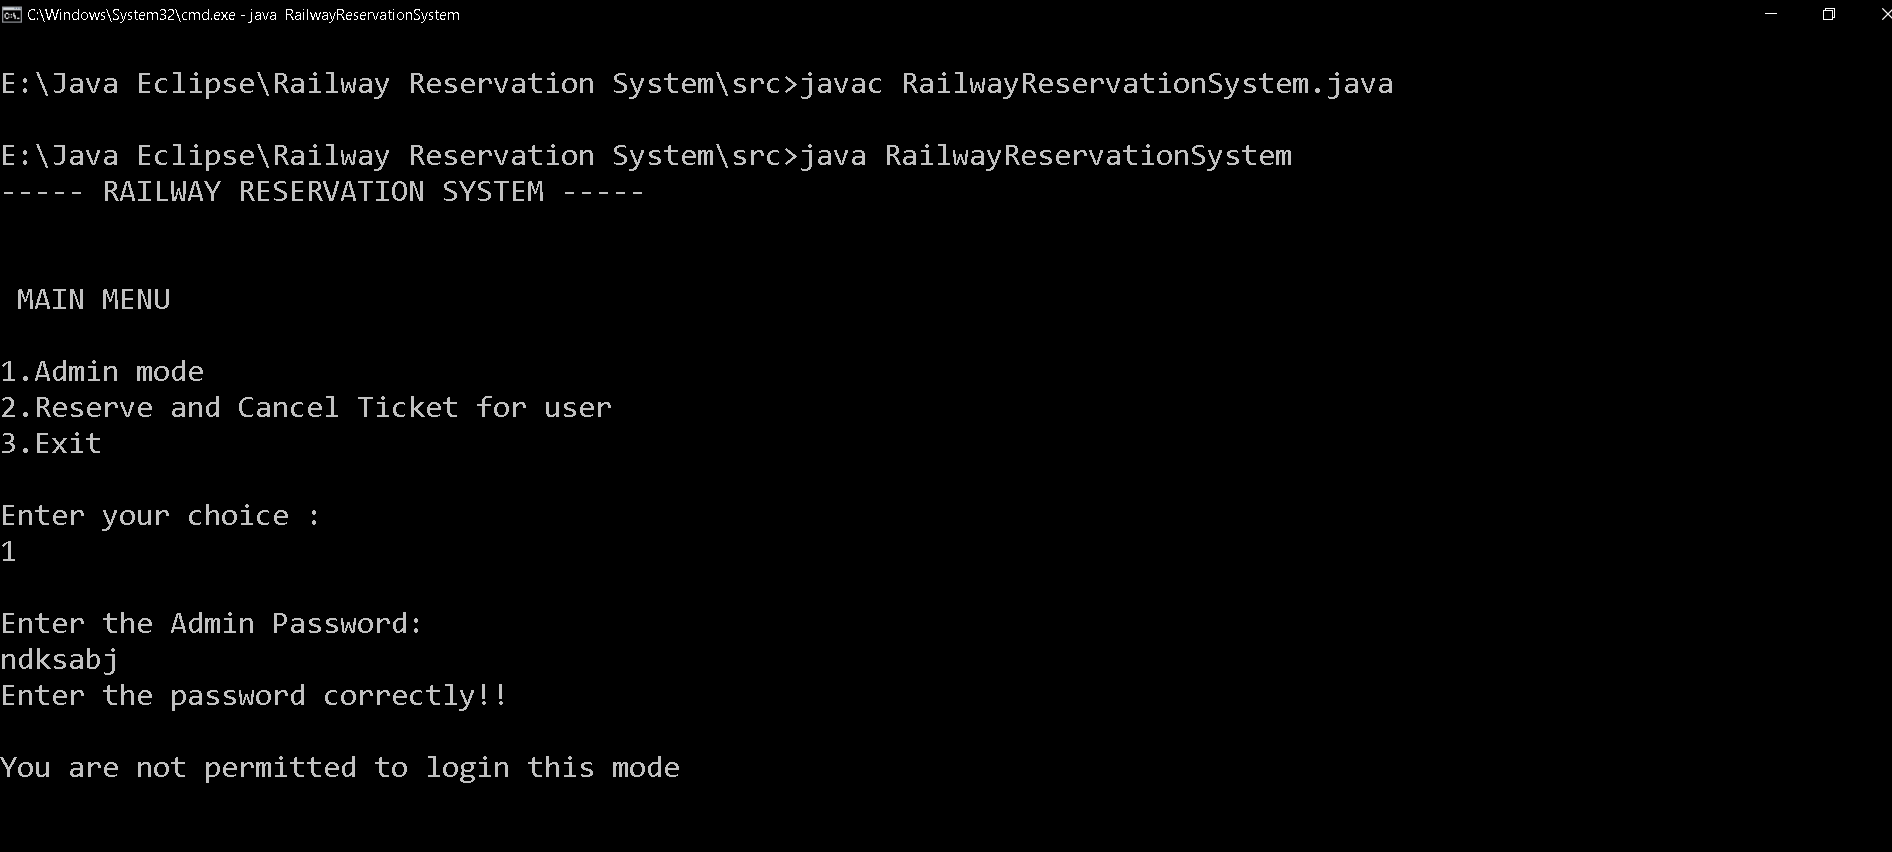 C:\Windows\System32\cmd.exe - java  RailwayReservationSystem
E:\Java Eclipse\Railway Reservation System\src>javac RailwayReservationSystem.java
E:\Java Eclipse\Railway Reservation System\src>java RailwayReservationSystem
----- RAILWAY RESERVATION SYSTEM -----
MAIN MENU
1.Admin mode
2.Reserve and Cancel Ticket for user
3.Exit
Enter your choice :
1
Enter the Admin Password:
ndksabj
Enter the password correctly!!
You are not permitted to login this mode